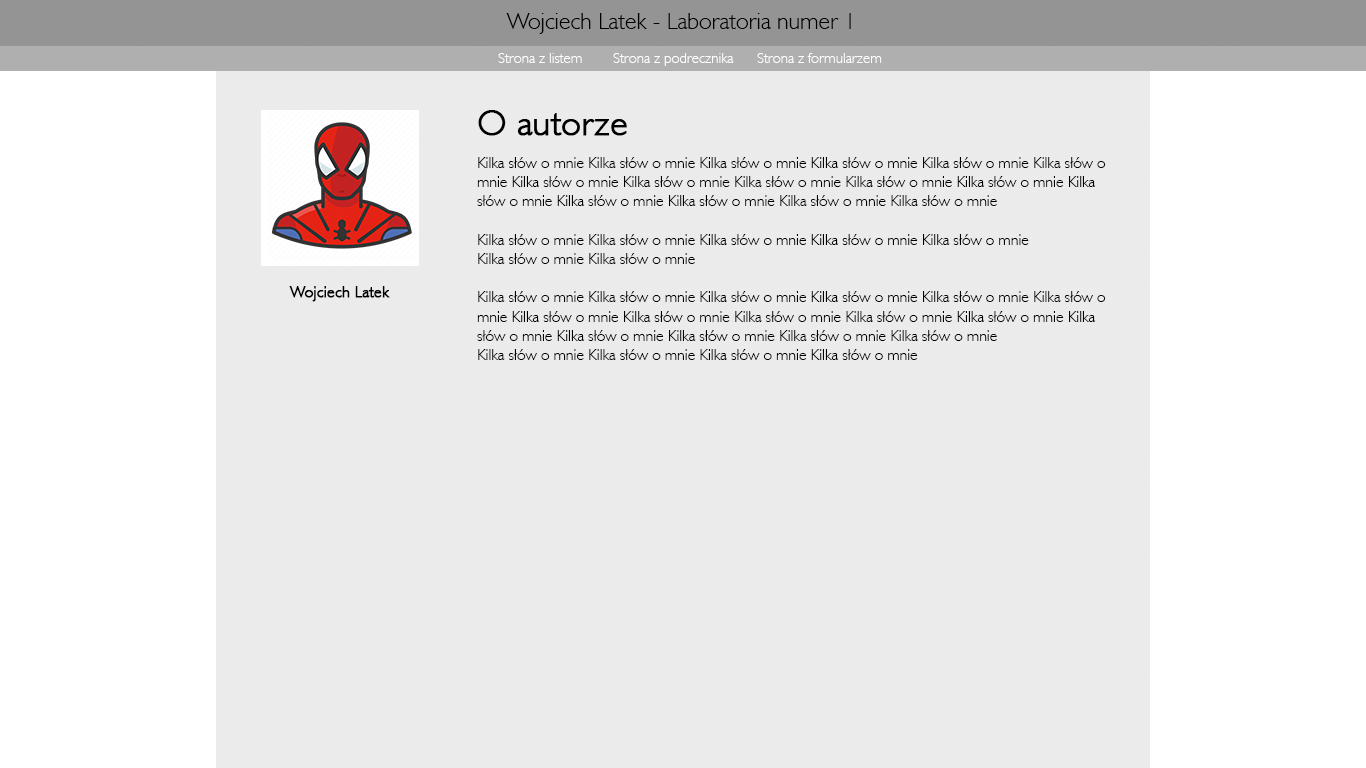 Wojciech Latek - Laboratoria numer 1
Strona z listem Strona z podrecznika Strona z formularzem
O autorze
Kilka słów o mnie Kilka słów o mnie Kilka słów o mnie Kilka słów o mnie Kilka słów o mnie Kilka słów o
mnie Kilka słów o mnie Kilka słów o mnie Kilka słów o mnie Kilka słów o mnie Kilka słów o mnie Kilka
słów o mnie Kilka słów o mnie Kilka słów o mnie Kilka słów o mnie Kilka słów o mnie
Kilka słów o mnie Kilka słów o mnie Kilka słów o mnie Kilka słów o mnie Kilka słów o mnie
Kilka słów o mnie Kilka słów o mnie
Wojciech Latek
Kilka słów o mnie Kilka słów o mnie Kilka słów o mnie Kilka słów o mnie Kilka słów o mnie Kilka słów o
mnie Kilka słów o mnie Kilka słów o mnie Kilka słów o mnie Kilka słów o mnie Kilka słów o mnie Kilka
słów o mnie Kilka słów o mnie Kilka słów o mnie Kilka słów o mnie Kilka słów o mnie
Kilka słów o mnie Kilka słów o mnie Kilka słów o mnie Kilka słów o mnie